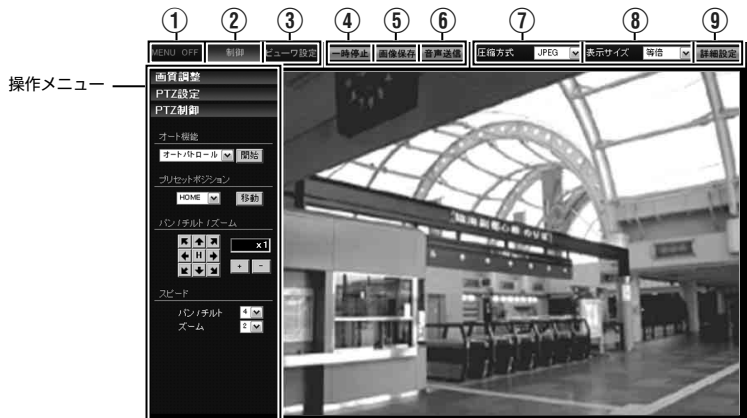 ① ② ③ ④ ⑤ ⑥ ⑦ ⑧ ⑨
MENU OFF 制御 ビューワ設定 一時停止 画像保存 音声送信 圧縮方式 JPEG 表示サイズ 等倍 詳細設定
操作メニュー
画質調整
PTZ設定
PTZ制御
オート機能
オートパトロール 開始
プリセットポジション
HOME 移動
パン / チルト / ズーム
x1
H
+ -
スピード
パン / チルト 4
ズーム 2